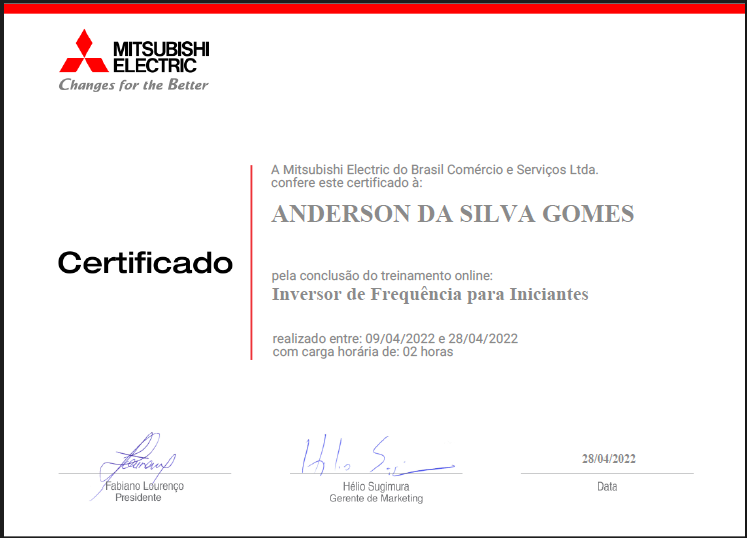 MITSUBISHI
ELECTRIC
Changes for the Better
A Mitsubishi Electric do Brasil Comércio e Serviços Ltda.
confere este certificado à:
ANDERSON DA SILVA GOMES
Certificado
pela conclusão do treinamento online:
Inversor de Frequência para Iniciantes
realizado entre: 09/04/2022 e 28/04/2022
com carga horária de: 02 horas
28/04/2022
Fabiano Lourenço
Presidente
Hélio Sugimura
Gerente de Marketing
Data